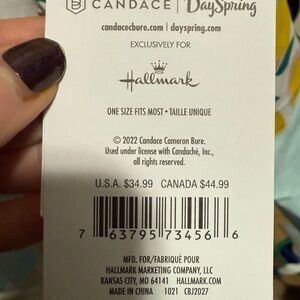 CANDACE | DaySpring
candacecbure.com | dayspring.com
EXCLUSIVELY FOR
Hallmark
ONE SIZE FITS MOST • TAILLE UNIQUE
© 2022 Candace Cameron Bure.
Used under license with Candoché, Inc.,
all rights reserved.
U.S.A. $34.99 CANADA $44.99
7 63795 73456 6
MFD. FOR/FABRIQUÉ POUR
HALLMARK MARKETING COMPANY, LLC
KANSAS CITY, MO 64141 HALLMARK.COM
MADE IN CHINA 1021 CBJ2027